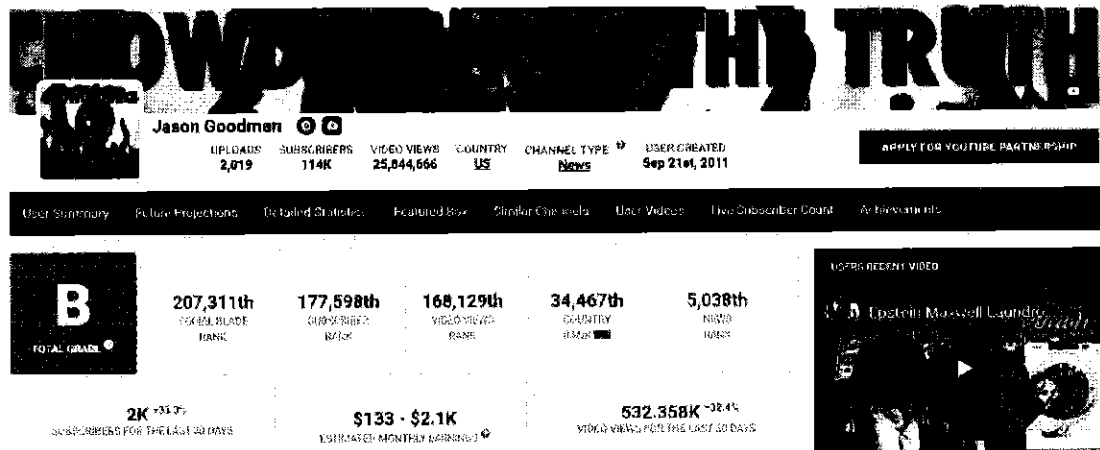 TH TRUTH
Jason Goodman
UPLOADS SUBSCRIBERS VIDEO VIEWS COUNTRY CHANNEL TYPE USER CREATED
2,019 114K 25,844,666 US News Sep 21st, 2011
APPLY FOR YOUTUBE PARTNERSHIP
User Summary Future Projections Detailed Statistics Featured Box Similar Channels User Videos Live Subscriber Count Achievements
USERS RECENT VIDEO
B
TOTAL GRADE
207,311th 177,598th 168,129th 34,467th 5,038th
SOCIAL BLADE SUBSCRIBER VIDEO VIEWS COUNTRY NEWS
RANK RANK RANK RANK RANK
Epstein Maxwell Laundry
2K
SUBSCRIBERS FOR THE LAST 30 DAYS
$133 - $2.1K
ESTIMATED MONTHLY EARNINGS
532.358K
VIDEO VIEWS FOR THE LAST 30 DAYS